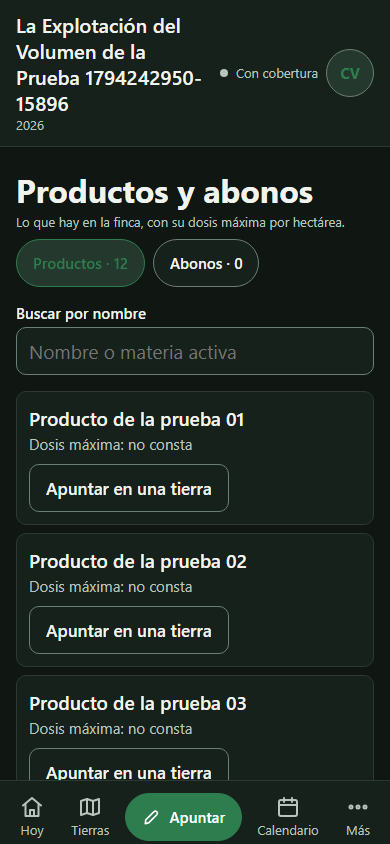 La Explotación del
Volumen de la
Prueba 1794242950-
15896
2026
Con cobertura
CV
Productos y abonos
Lo que hay en la finca, con su dosis máxima por hectárea.
Productos · 12
Abonos · 0
Buscar por nombre
Nombre o materia activa
Producto de la prueba 01
Dosis máxima: no consta
Apuntar en una tierra
Producto de la prueba 02
Dosis máxima: no consta
Apuntar en una tierra
Producto de la prueba 03
Dosis máxima: no consta
Apuntar en una tierra
Hoy
Tierras
Apuntar
Calendario
Más